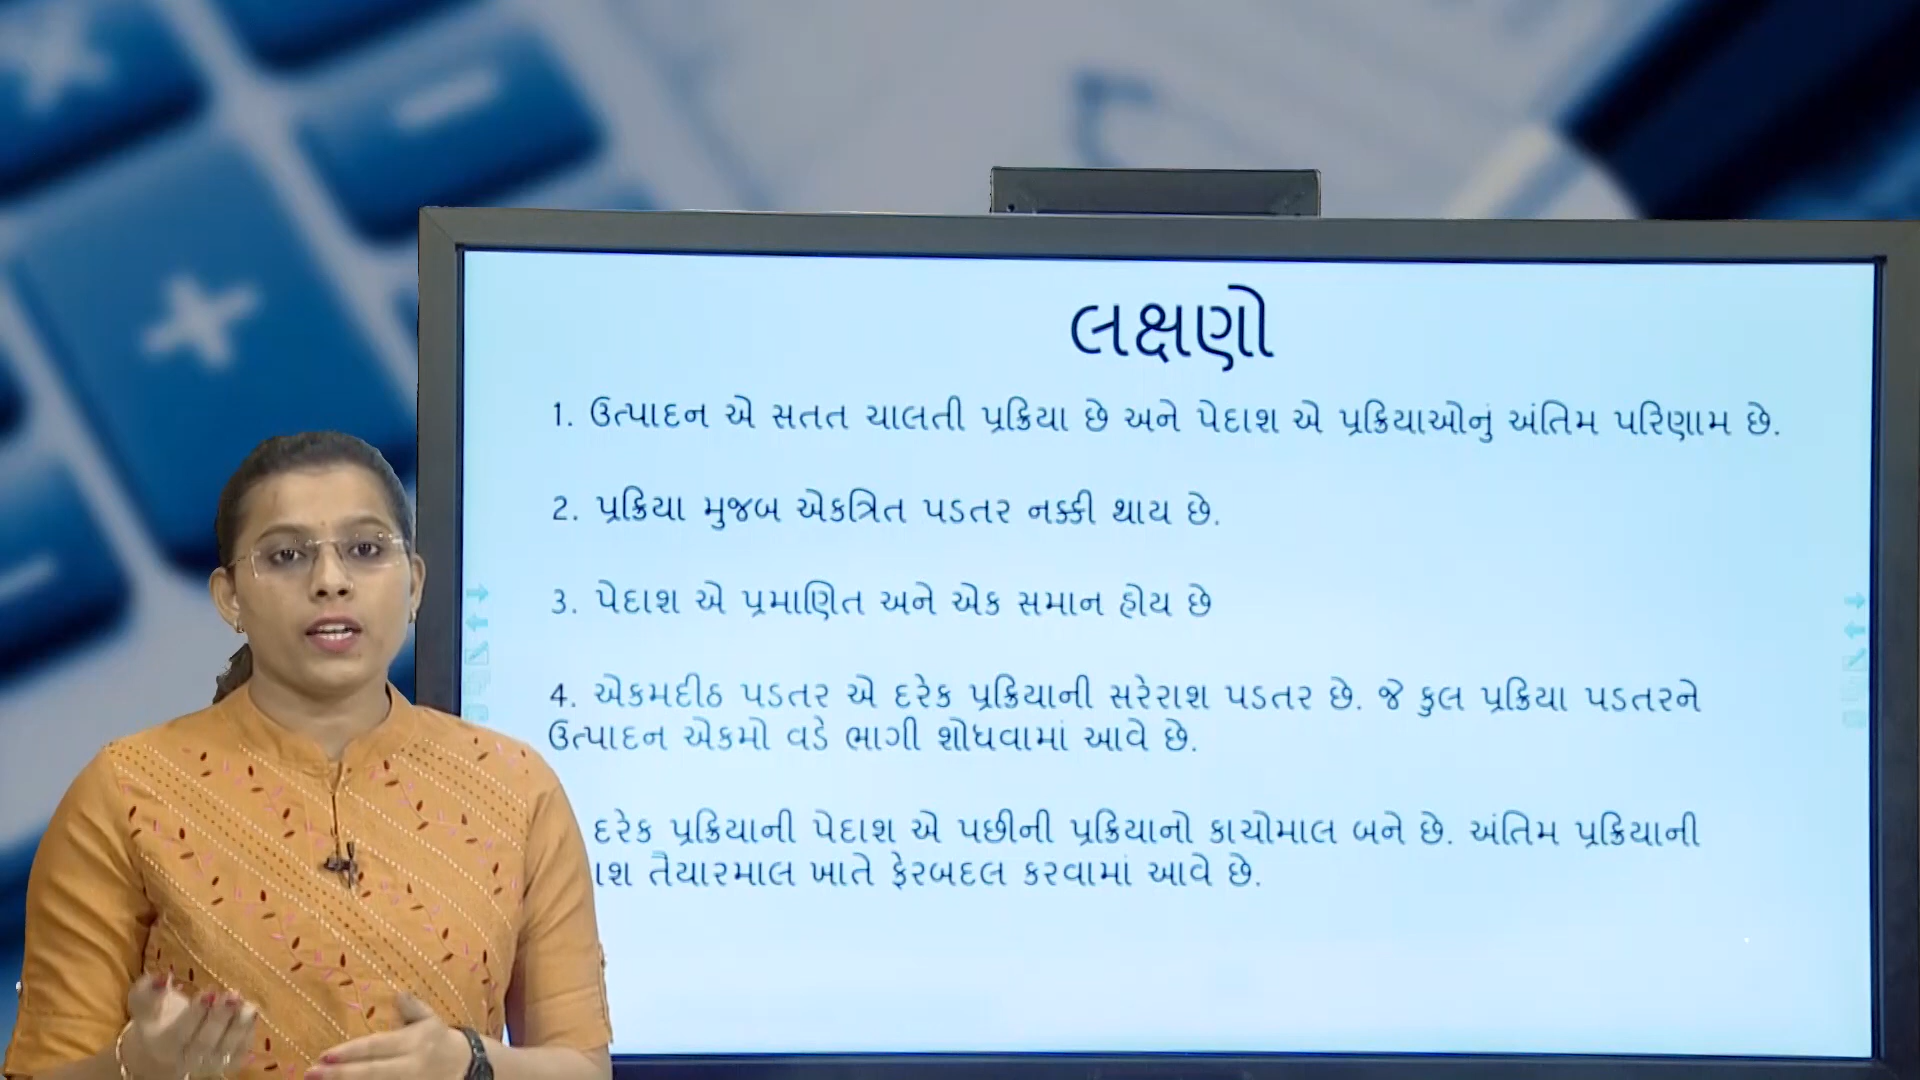 લક્ષણો
1. ઉત્પાદન એ સતત ચાલતી પ્રક્રિયા છે અને પેદાશ એ પ્રક્રિયાઓનું અંતિમ પરિણામ છે.
2. પ્રક્રિયા મુજબ એકત્રિત પડતર નક્કી થાય છે.
3. પેદાશ એ પ્રમાણિત અને એક સમાન હોય છે
4. એકમદીઠ પડતર એ દરેક પ્રક્રિયાની સરેરાશ પડતર છે. જે કુલ પ્રક્રિયા પડતરને
ઉત્પાદન એકમો વડે ભાગી શોધવામાં આવે છે.
દરેક પ્રક્રિયાની પેદાશ એ પછીની પ્રક્રિયાનો કાચોમાલ બને છે. અંતિમ પ્રક્રિયાની
તૈયારમાલ ખાતે ફેરબદલ કરવામાં આવે છે.